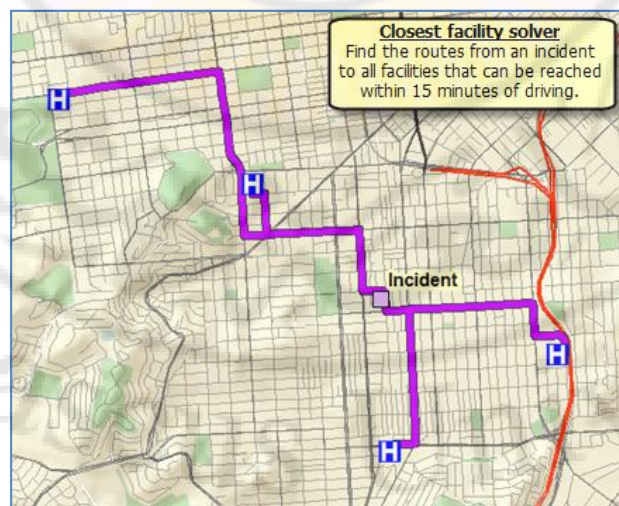 Closest facility solver
Find the routes from an incident
to all facilities that can be reached
within 15 minutes of driving.
H
H
Incident
H
H